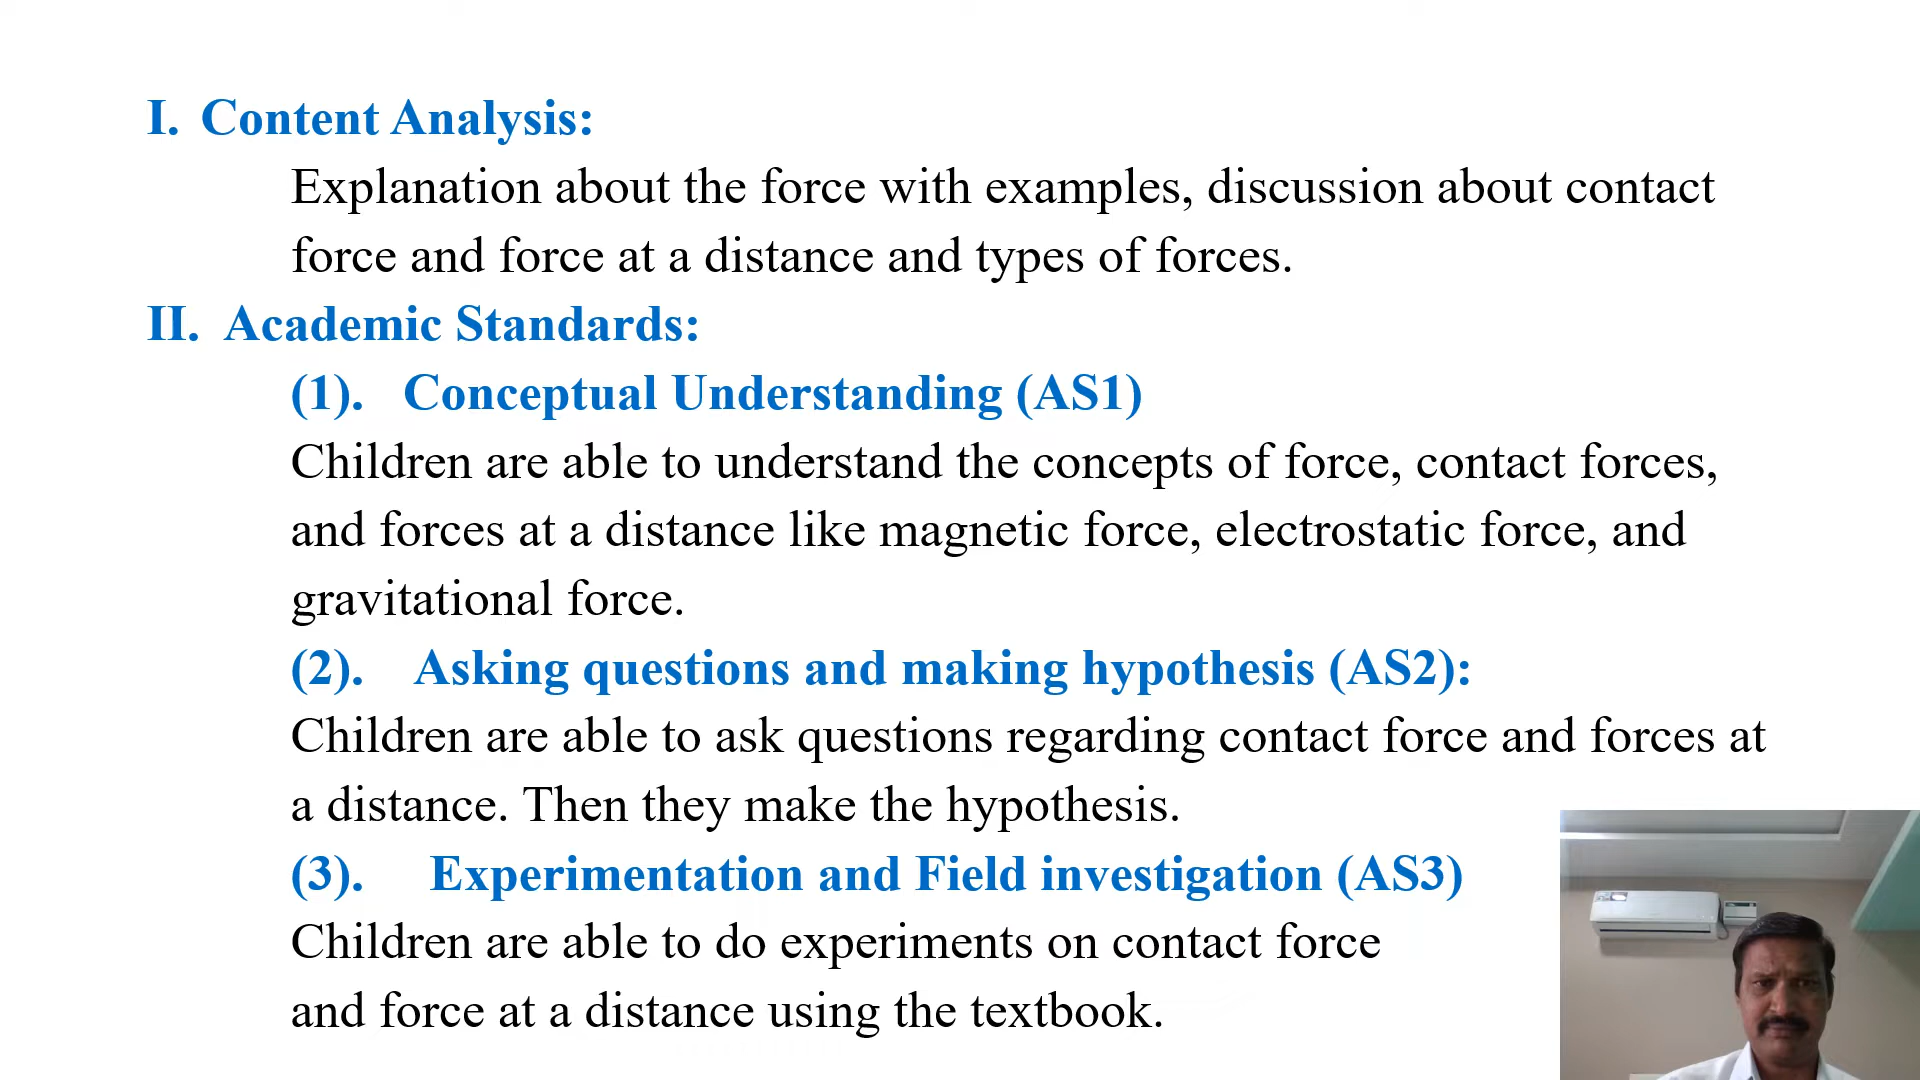 I. Content Analysis:
Explanation about the force with examples, discussion about contact
force and force at a distance and types of forces.
II. Academic Standards:
(1). Conceptual Understanding (AS1)
Children are able to understand the concepts of force, contact forces,
and forces at a distance like magnetic force, electrostatic force, and
gravitational force.
(2). Asking questions and making hypothesis (AS2):
Children are able to ask questions regarding contact force and forces at
a distance. Then they make the hypothesis.
(3). Experimentation and Field investigation (AS3)
Children are able to do experiments on contact force
and force at a distance using the textbook.